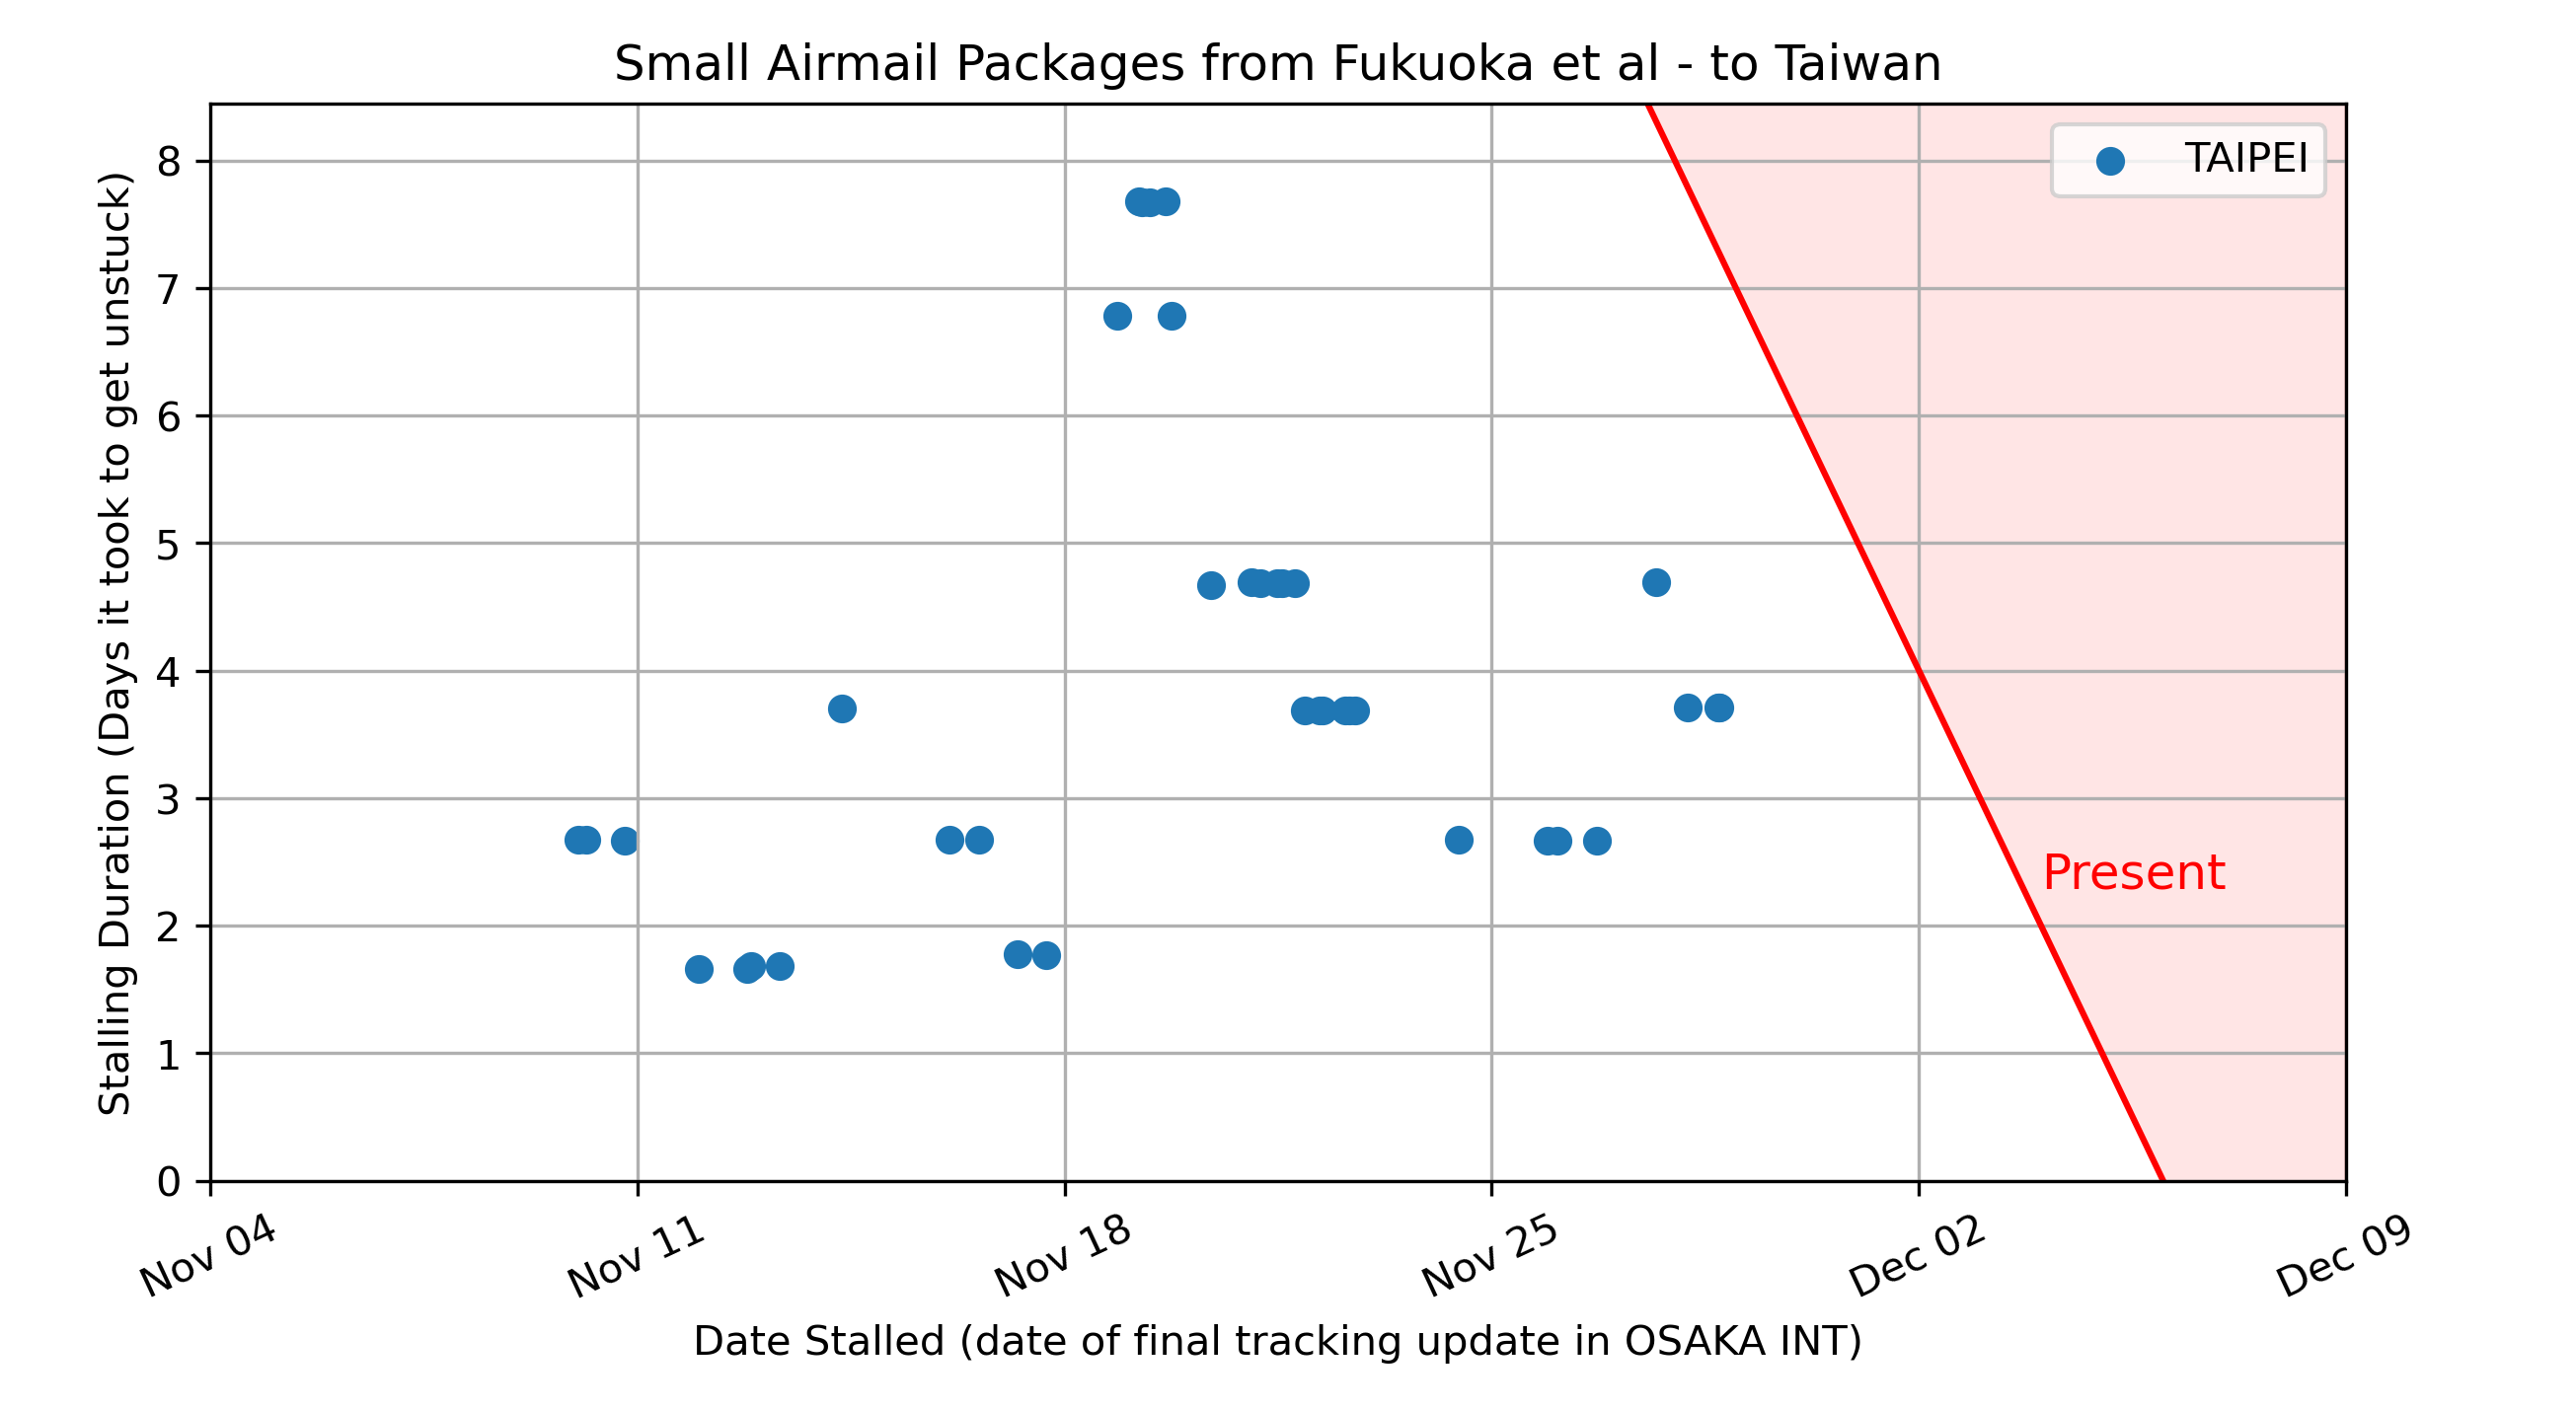 Small Airmail Packages from Fukuoka et al - to Taiwan
TAIPEI
Stalling Duration (Days it took to get unstuck)
8
7
6
5
4
3
2
1
0
Present
Nov 04
Nov 11
Nov 18
Nov 25
Dec 02
Dec 09
Date Stalled (date of final tracking update in OSAKA INT)